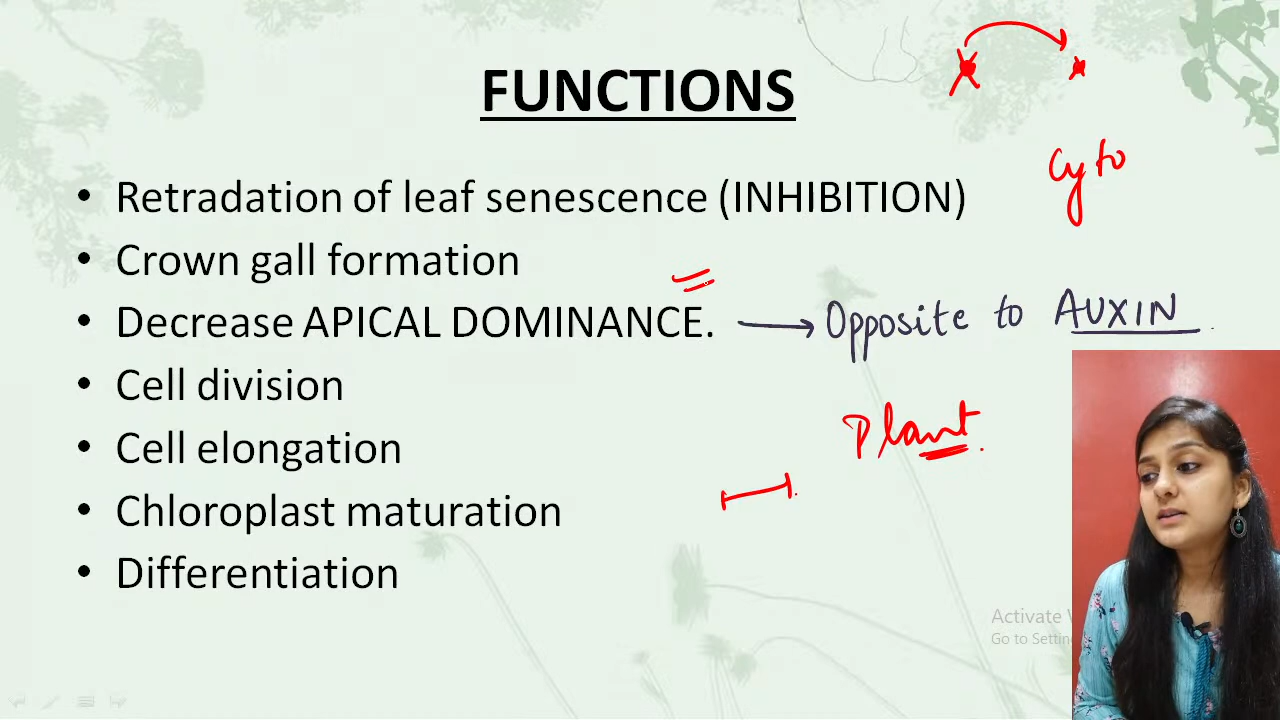 FUNCTIONS
Cyto
• Retradation of leaf senescence (INHIBITION)
• Crown gall formation
• Decrease APICAL DOMINANCE. → Opposite to AUXIN.
• Cell division
Plant.
• Cell elongation
• Chloroplast maturation
• Differentiation
Activate
Go to Settin